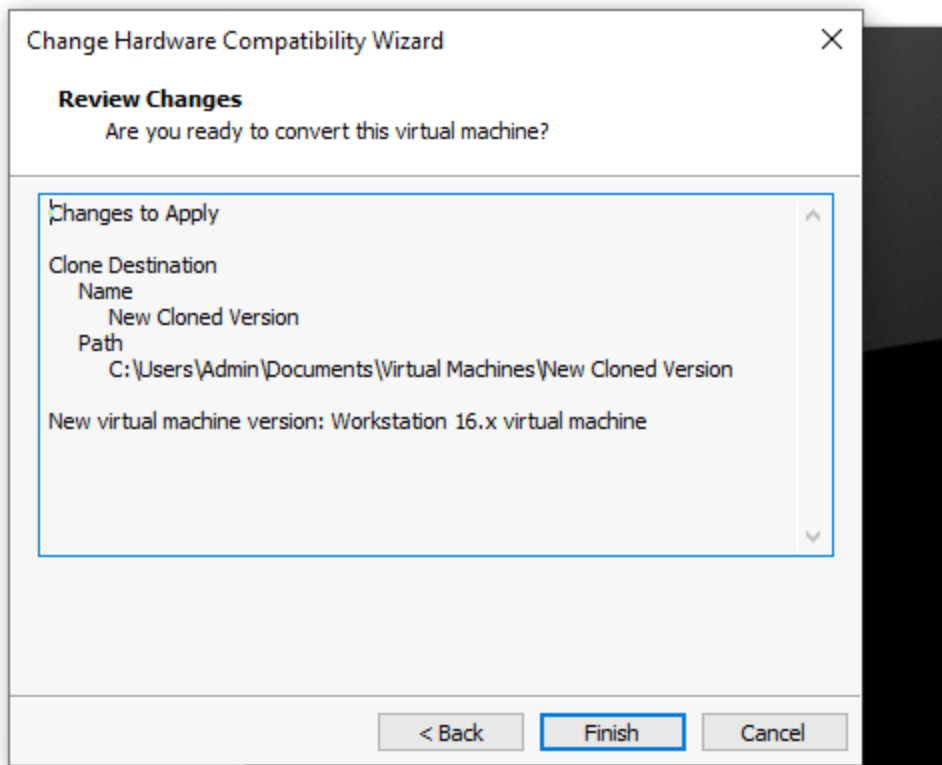 Change Hardware Compatibility Wizard
Review Changes
Are you ready to convert this virtual machine?
Changes to Apply
Clone Destination
Name
New Cloned Version
Path
C:\Users\Admin\Documents\Virtual Machines\New Cloned Version
New virtual machine version: Workstation 16.x virtual machine
< Back Finish Cancel